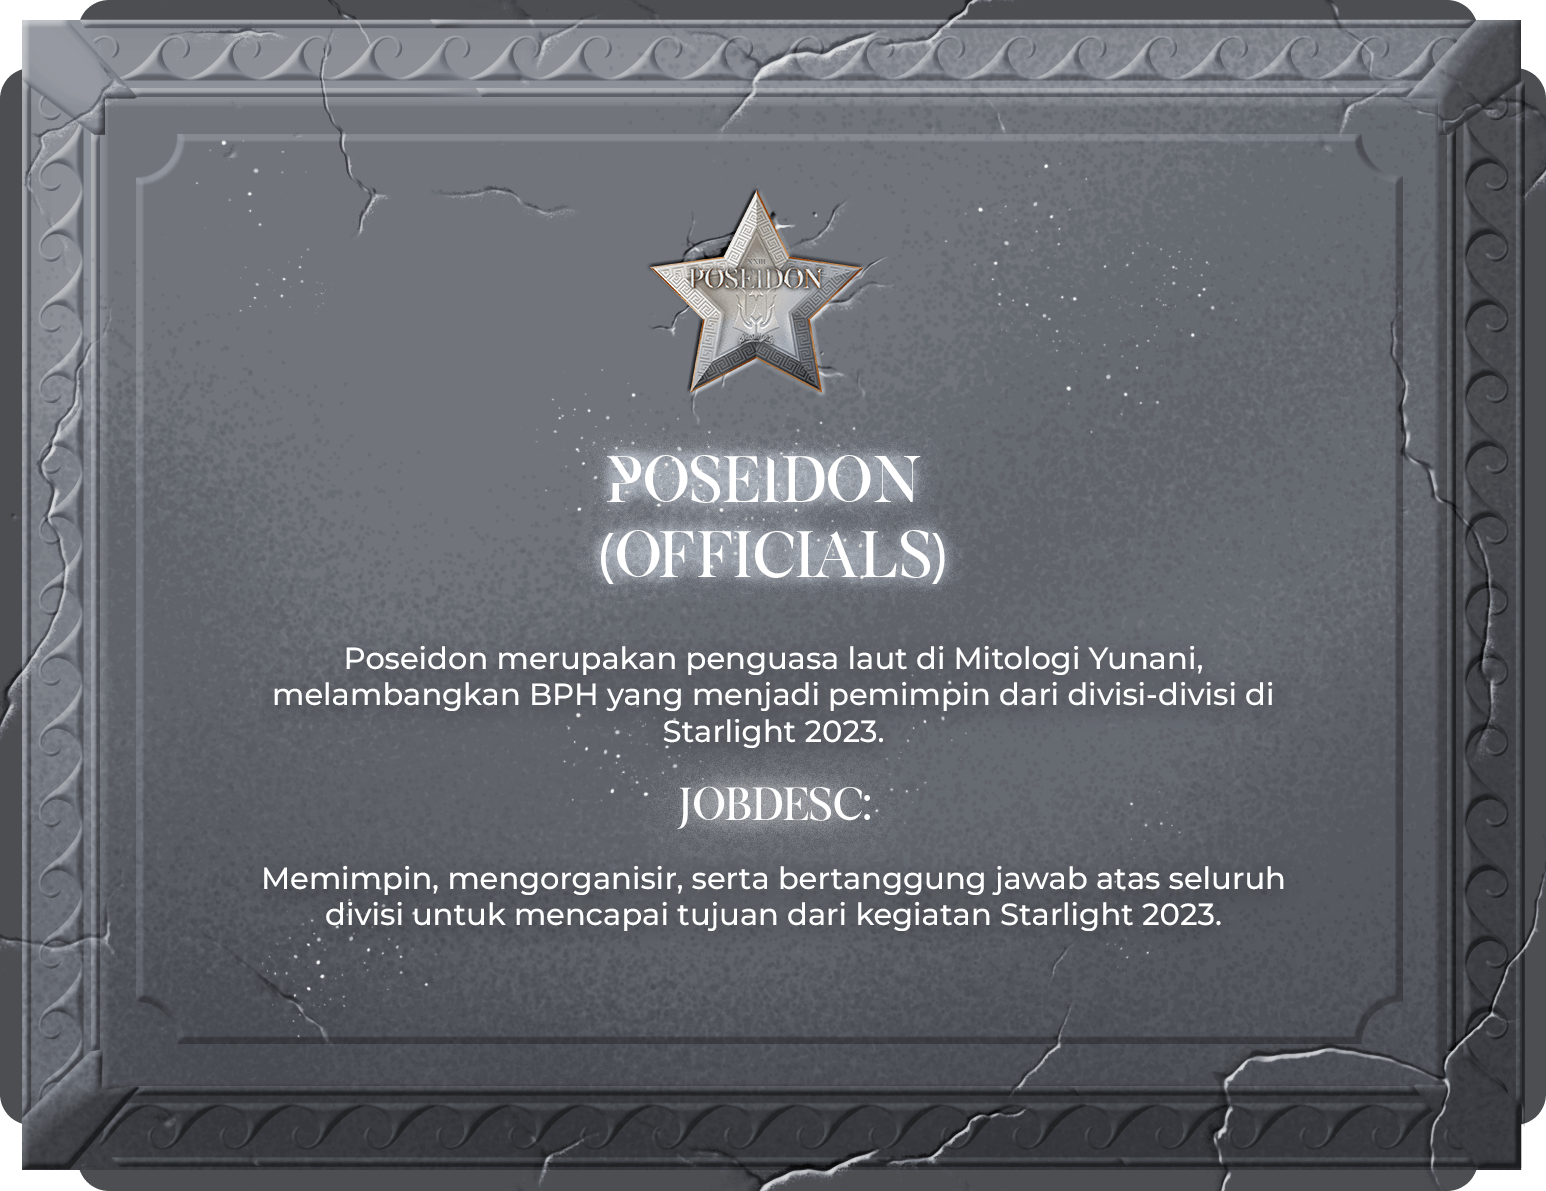 XXIII
POSEIDON
POSEIDON
(OFFICIALS)
Poseidon merupakan penguasa laut di Mitologi Yunani,
melambangkan BPH yang menjadi pemimpin dari divisi-divisi di
Starlight 2023.
JOBDESC:
Memimpin, mengorganisir, serta bertanggung jawab atas seluruh
divisi untuk mencapai tujuan dari kegiatan Starlight 2023.